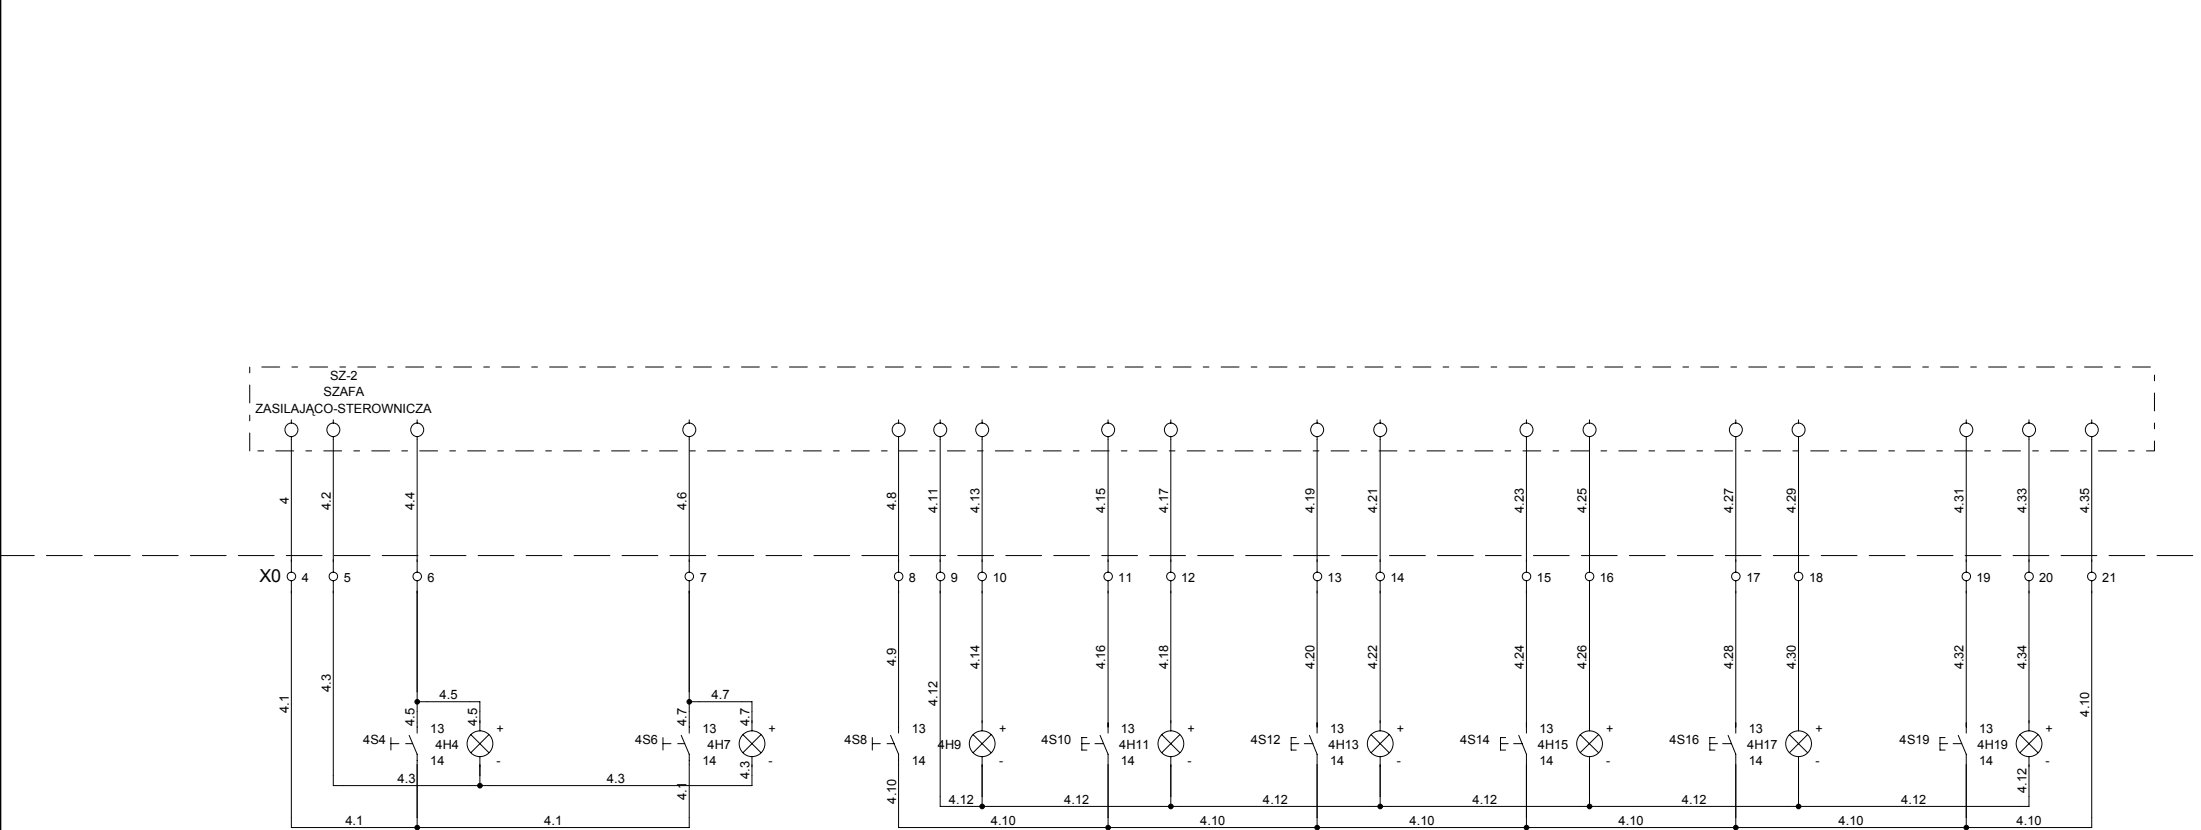 SZ-2
SZAFA
ZASILAJĄCO-STEROWNICZA
4 4.2 4.4 4.6 4.8 4.11 4.13 4.15 4.17 4.19 4.21 4.23 4.25 4.27 4.29 4.31 4.33 4.35
X0 4 5 6 7 8 9 10 11 12 13 14 15 16 17 18 19 20 21
4.9 4.14 4.16 4.18 4.20 4.22 4.24 4.26 4.28 4.30 4.32 4.34
4.1 4.3 4.5 4.7 4.12 4.10
4.5 4.5 4.7 4.7
13 + 13 + 13 + 13 + 13 + 13 + 13 + 13 +
4S4 4H4 4S6 4H7 4S8 4H9 4S10 4H11 4S12 4H13 4S14 4H15 4S16 4H17 4S19 4H19
14 - 14 - 14 - 14 - 14 - 14 - 14 - 14 -
4.3 4.3 4.3 4.1 4.10 4.12
4.12 4.12 4.12 4.12 4.12 4.12
4.1 4.1 4.10 4.10 4.10 4.10 4.10 4.10